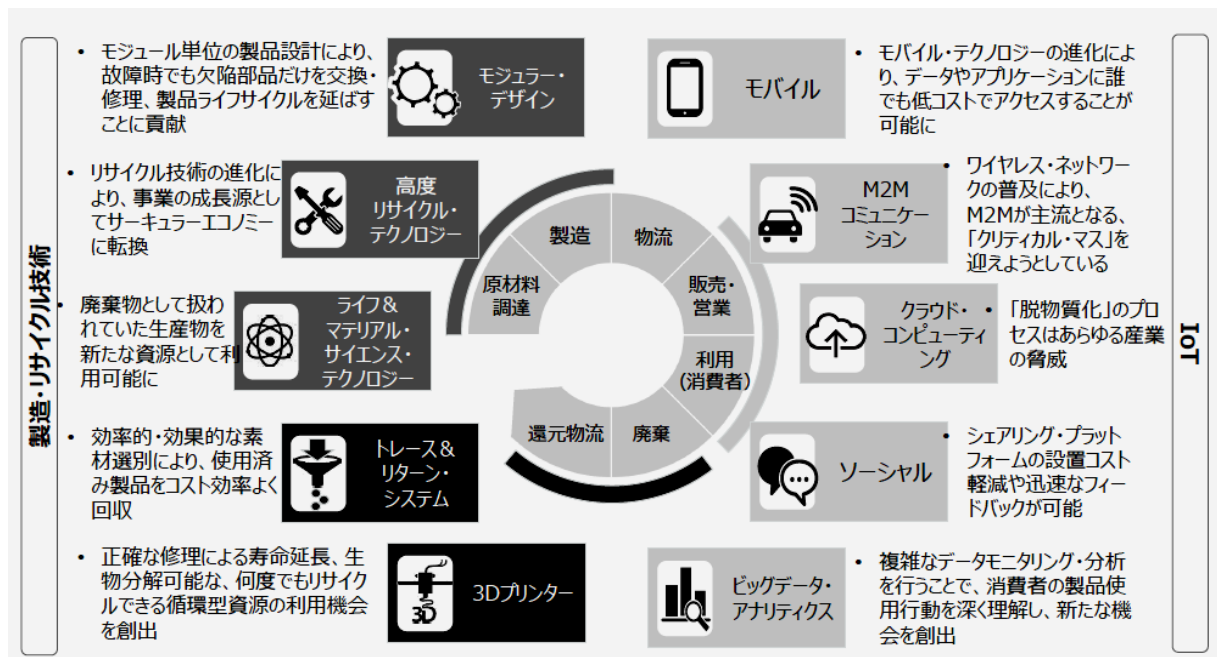 製造・リサイクル技術
• モジュール単位の製品設計により、
故障時でも欠陥部品だけを交換・
修理、製品ライフサイクルを延ばす
ことに貢献
モジュラー・
デザイン
• リサイクル技術の進化に
より、事業の成長源とし
てサーキュラーエコノミー
に転換
高度
リサイクル・
テクノロジー
• 廃棄物として扱わ
れていた生産物を
新たな資源として利
用可能に
ライフ＆
マテリアル・
サイエンス・
テクノロジー
• 効率的・効果的な素
材選別により、使用済
み製品をコスト効率よく
回収
トレース＆
リターン・
システム
• 正確な修理による寿命延長、生
物分解可能な、何度でもリサイク
ルできる循環型資源の利用機会
を創出
3D
3Dプリンター
原材料
調達
製造
物流
販売・
営業
利用
(消費者)
廃棄
還元物流
モバイル
• モバイル・テクノロジーの進化によ
り、データやアプリケーションに誰
でも低コストでアクセスすることが
可能に
M2M
コミュニケー
ション
• ワイヤレス・ネットワー
クの普及により、
M2Mが主流となる、
「クリティカル・マス」を
迎えようとしている
クラウド・
コンピューティ
ング
• 「脱物質化」のプロ
セスはあらゆる産業
の脅威
ソーシャル
• シェアリング・プラット
フォームの設置コスト
軽減や迅速なフィー
ドバックが可能
ビッグデータ・
アナリティクス
• 複雑なデータモニタリング・分析
を行うことで、消費者の製品使
用行動を深く理解し、新たな機
会を創出
IoT